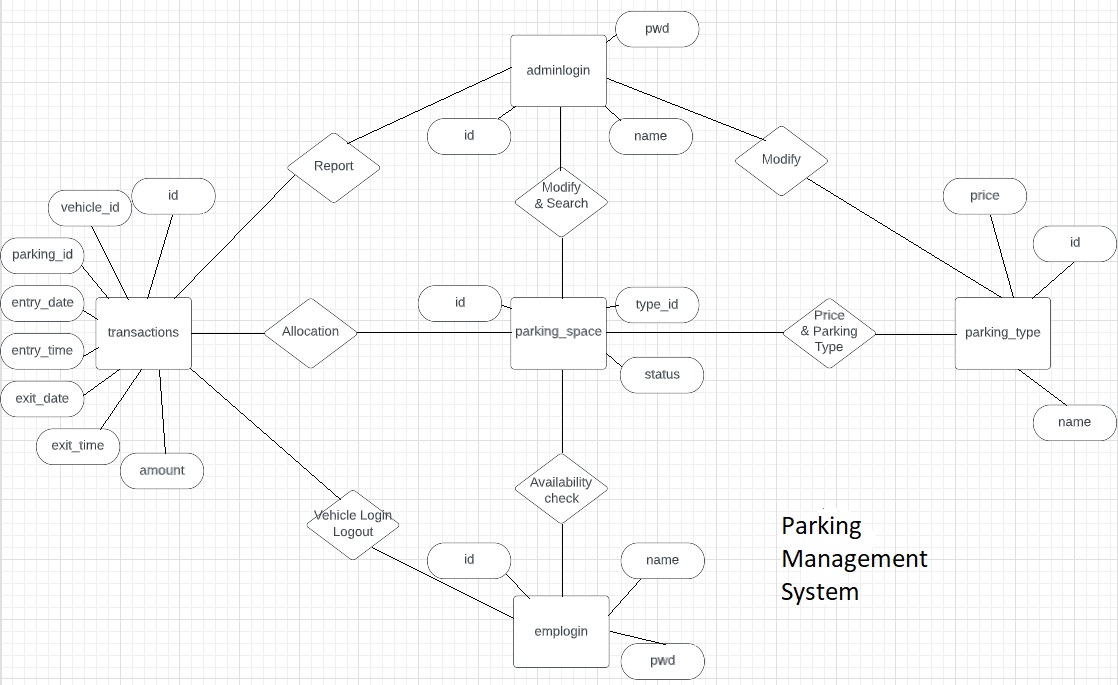 pwd
adminlogin
id
name
Report
Modify
Modify
& Search
vehicle_id
id
parking_id
entry_date
entry_time
exit_date
exit_time
amount
transactions
Allocation
id
type_id
parking_space
status
Price
& Parking
Type
price
id
parking_type
name
Vehicle Login
Logout
Availability
check
id
name
emplogin
pwd
Parking
Management
System